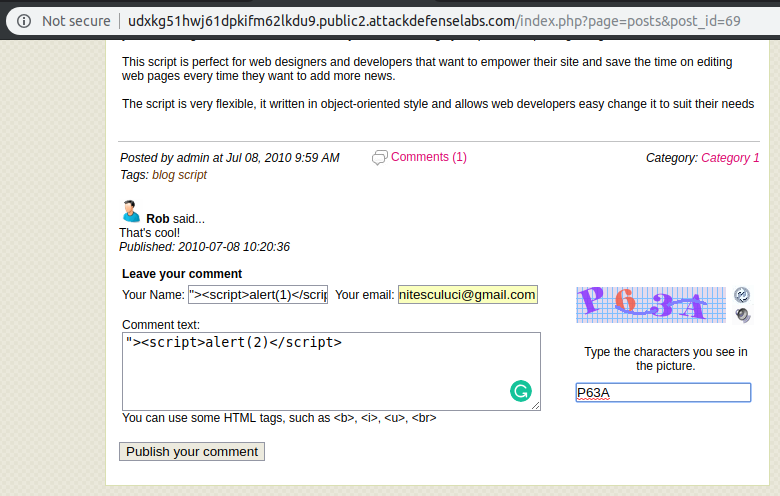 Not secure | udxkg51hwj61dpkifm62lkdu9.public2.attackdefenselabs.com/index.php?page=posts&post_id=69
This script is perfect for web designers and developers that want to empower their site and save the time on editing
web pages every time they want to add more news.
The script is very flexible, it written in object-oriented style and allows web developers easy change it to suit their needs
Posted by admin at Jul 08, 2010 9:59 AM Comments (1) Category: Category 1
Tags: blog script
Rob said...
That's cool!
Published: 2010-07-08 10:20:36
Leave your comment
Your Name: "><script>alert(1)</scrip Your email: nitesculuci@gmail.com
P63A
Comment text:
"><script>alert(2)</script>
Type the characters you see in
the picture.
P63A
You can use some HTML tags, such as <b>, <i>, <u>, <br>
Publish your comment